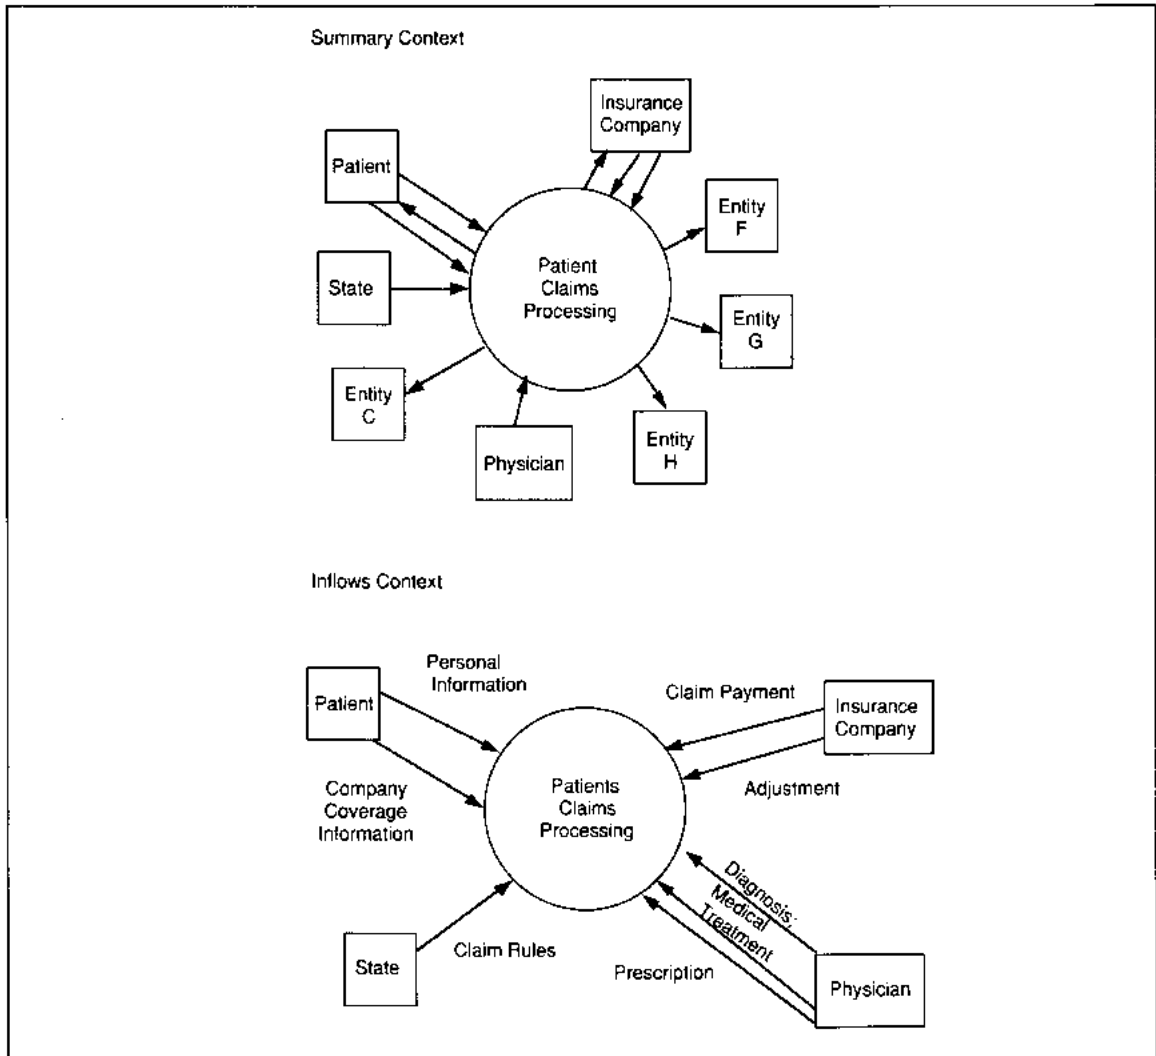 Summary Context
Insurance
Company
Patient
Entity
F
State
Patient
Claims
Processing
Entity
G
Entity
C
Physician
Entity
H
Inflows Context
Patient
Personal
Information
Claim Payment
Insurance
Company
Company
Coverage
Information
Patients
Claims
Processing
Adjustment
State
Claim Rules
Diagnosis;
Medical
Treatment
Prescription
Physician